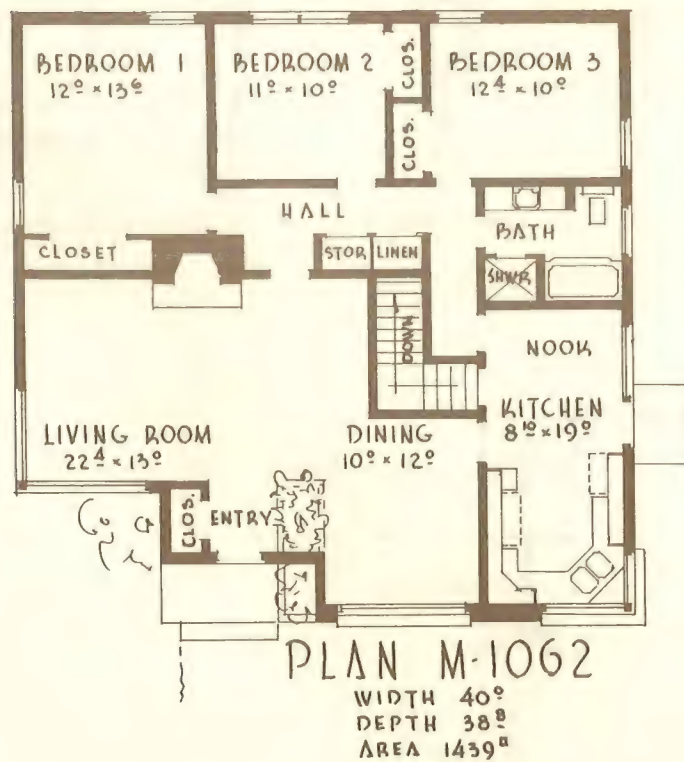 BEDROOM 1
12⁰ × 13⁶
BEDROOM 2
11⁰ × 10⁰
CLOS.
BEDROOM 3
12⁴ × 10⁰
CLOS.
HALL
BATH
CLOSET
STOR
LINEN
SHWR
DOWN
NOOK
KITCHEN
8¹⁰ × 19⁰
LIVING ROOM
22⁴ × 13⁰
DINING
10⁰ × 12⁰
CLOS.
ENTRY
PLAN M-1062
WIDTH 40⁰
DEPTH 38⁸
AREA 1439□